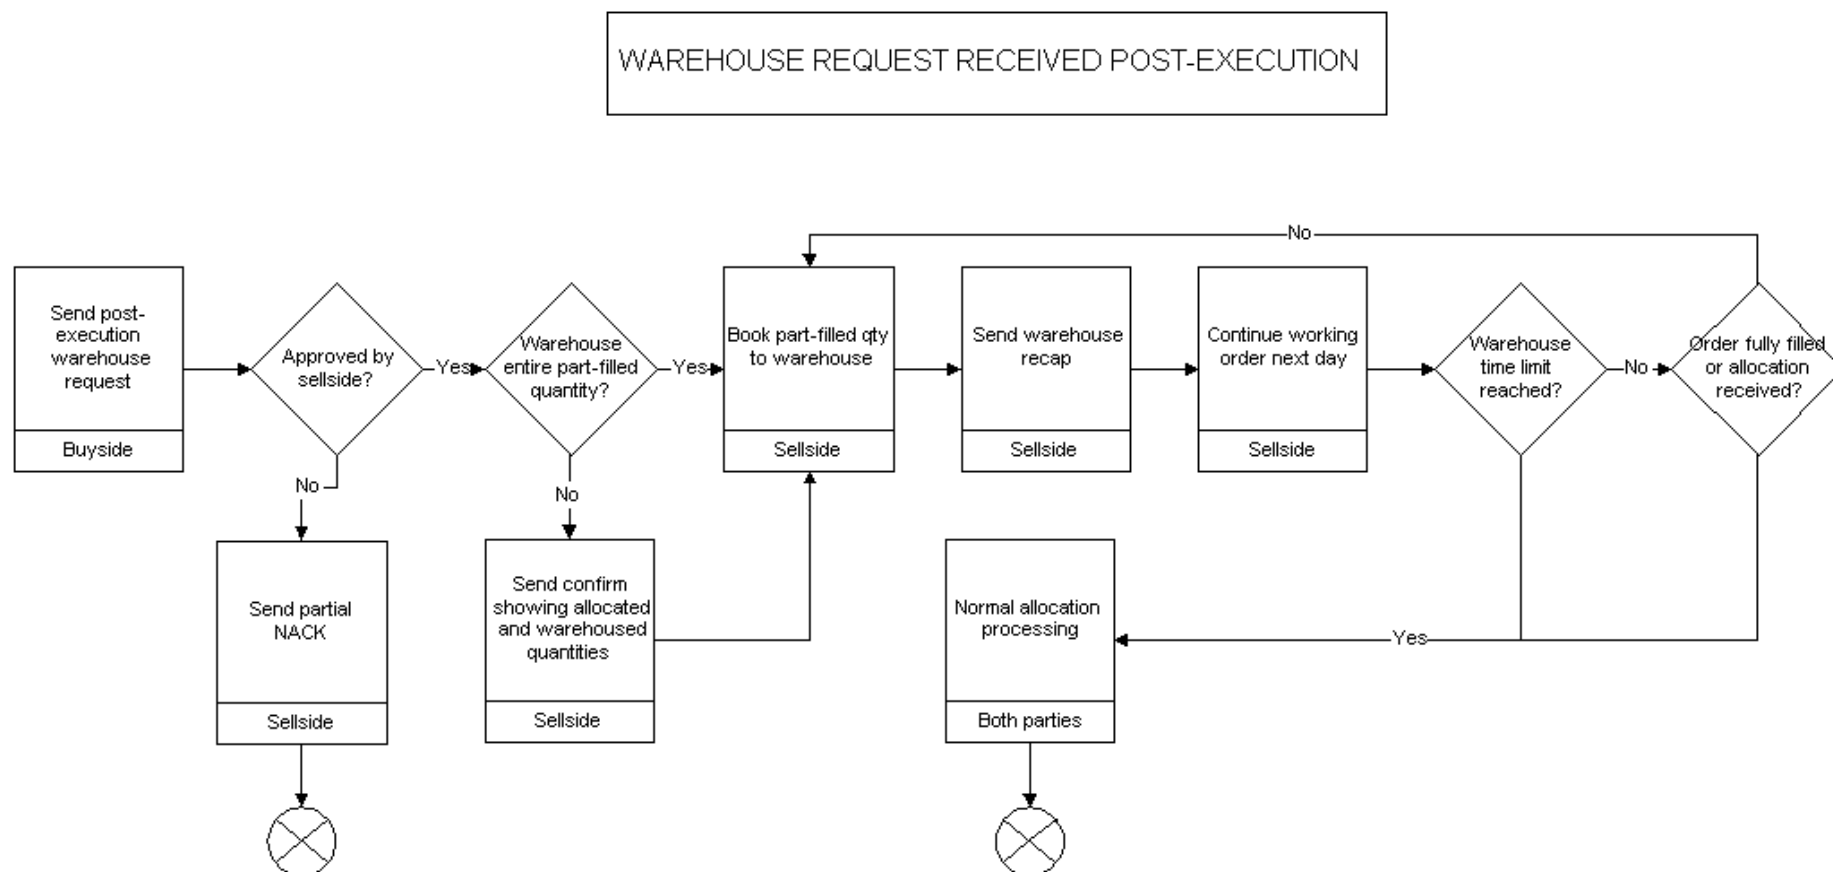 WAREHOUSE REQUEST RECEIVED POST-EXECUTION
No
Send post-
execution
warehouse
request
Buyside
Approved by
sellside?
Yes
Warehouse
entire part-filled
quantity?
Yes
Book part-filled qty
to warehouse
Sellside
Send warehouse
recap
Sellside
Continue working
order next day
Sellside
Warehouse
time limit
reached?
No
Order fully filled
or allocation
received?
No
No
Send partial
NACK
Sellside
Send confirm
showing allocated
and warehoused
quantities
Sellside
Normal allocation
processing
Both parties
Yes